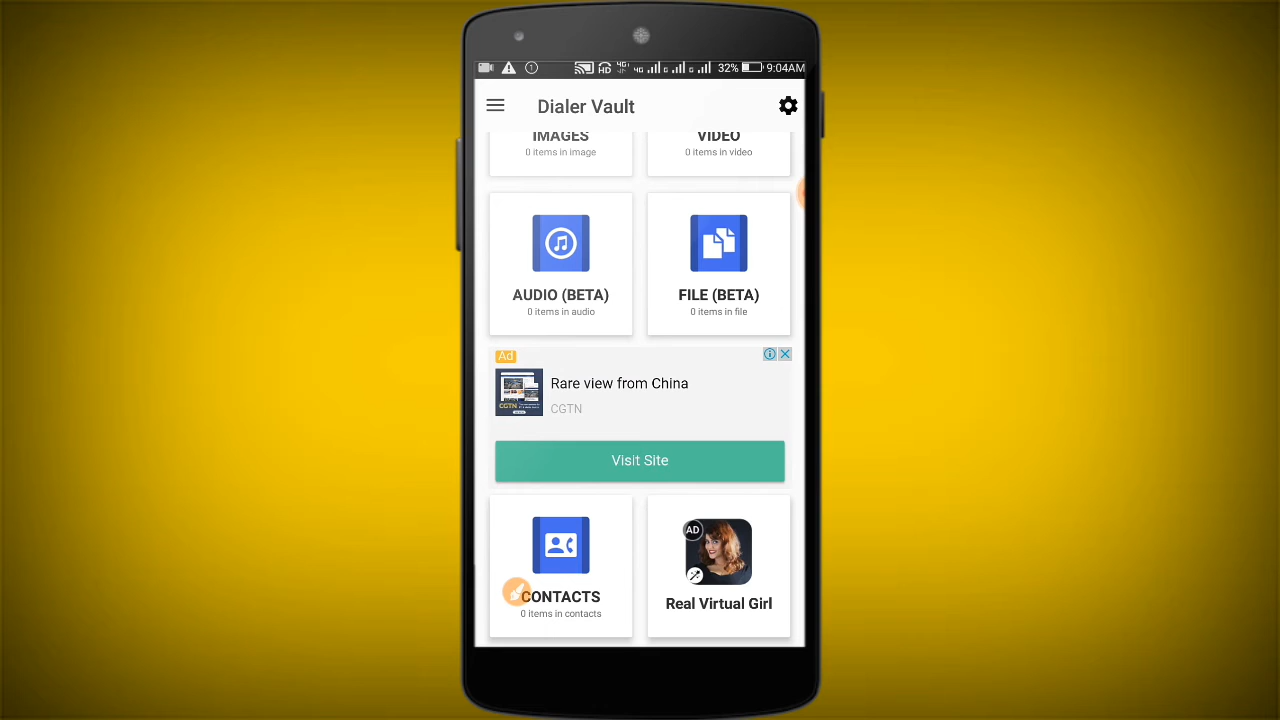 32% 9:04AM
Dialer Vault
IMAGES
0 items in image
VIDEO
0 items in video
AUDIO (BETA)
0 items in audio
FILE (BETA)
0 items in file
Ad
Rare view from China
CGTN
CGTN
Visit Site
CONTACTS
0 items in contacts
AD
Real Virtual Girl